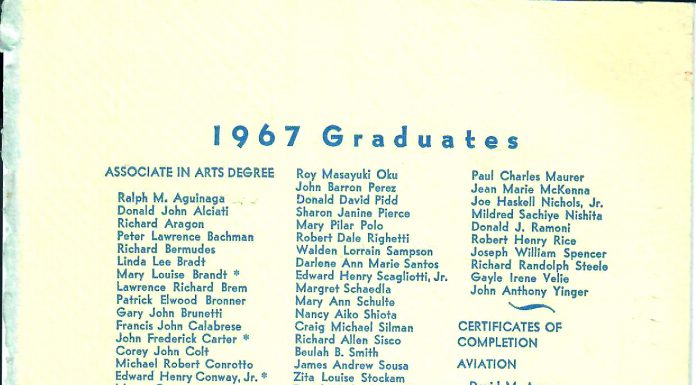 1967 Graduates
ASSOCIATE IN ARTS DEGREE
Ralph M. Aguinaga
Donald John Alciati
Richard Aragon
Peter Lawrence Bachman
Richard Bermudes
Linda Lee Bradt
Mary Louise Brandt *
Lawrence Richard Brem
Patrick Elwood Bronner
Gary John Brunetti
Francis John Calabrese
John Frederick Carter *
Corey John Colt
Michael Robert Conrotto
Edward Henry Conway, Jr. *
Roy Masayuki Oku
John Barron Perez
Donald David Pidd
Sharon Janine Pierce
Mary Pilar Polo
Robert Dale Righetti
Walden Lorrain Sampson
Darlene Ann Marie Santos
Edward Henry Scagliotti, Jr.
Margret Schaedla
Mary Ann Schulte
Nancy Aiko Shiota
Craig Michael Silman
Richard Allen Sisco
Beulah B. Smith
James Andrew Sousa
Zita Louise Stockam
Paul Charles Maurer
Jean Marie McKenna
Joe Haskell Nichols, Jr.
Mildred Sachiye Nishita
Donald J. Ramoni
Robert Henry Rice
Joseph William Spencer
Richard Randolph Steele
Gayle Irene Velie
John Anthony Yinger
CERTIFICATES OF
COMPLETION
AVIATION